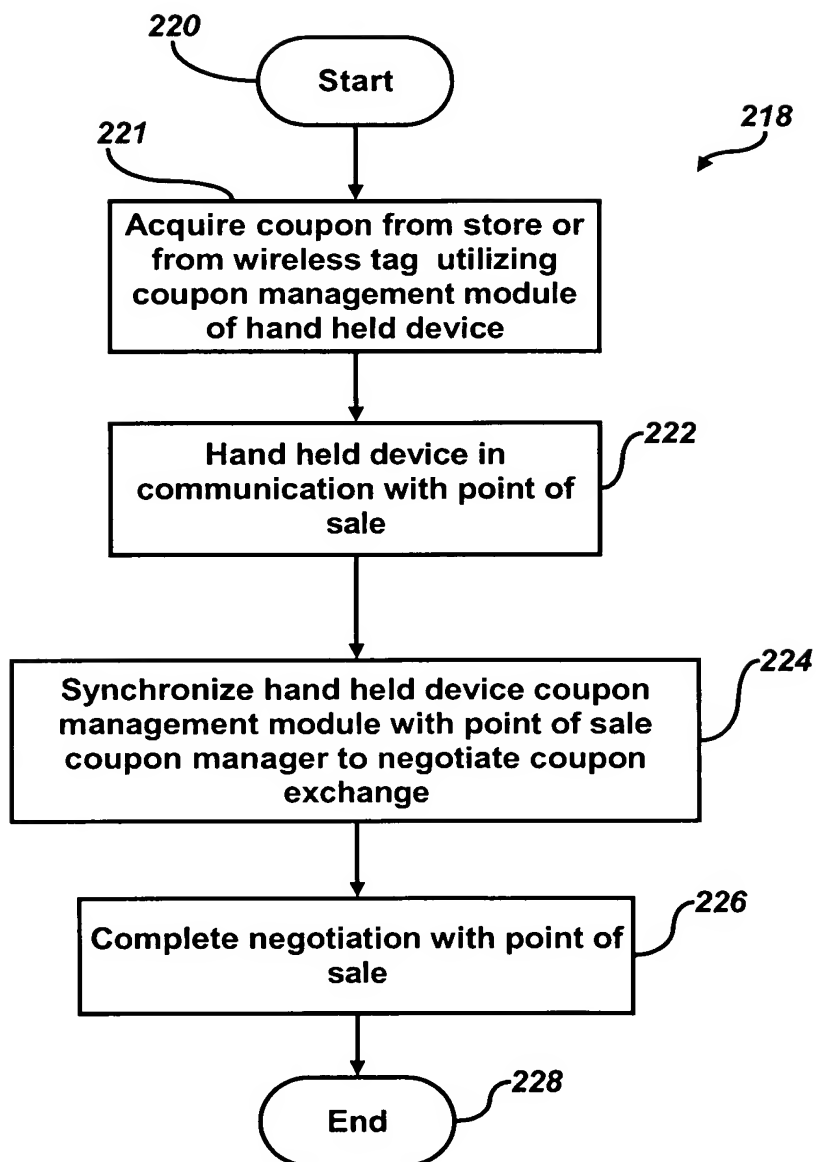 220
Start
218
221
Acquire coupon from store or
from wireless tag utilizing
coupon management module
of hand held device
222
Hand held device in
communication with point of
sale
224
Synchronize hand held device coupon
management module with point of sale
coupon manager to negotiate coupon
exchange
226
Complete negotiation with point of
sale
228
End